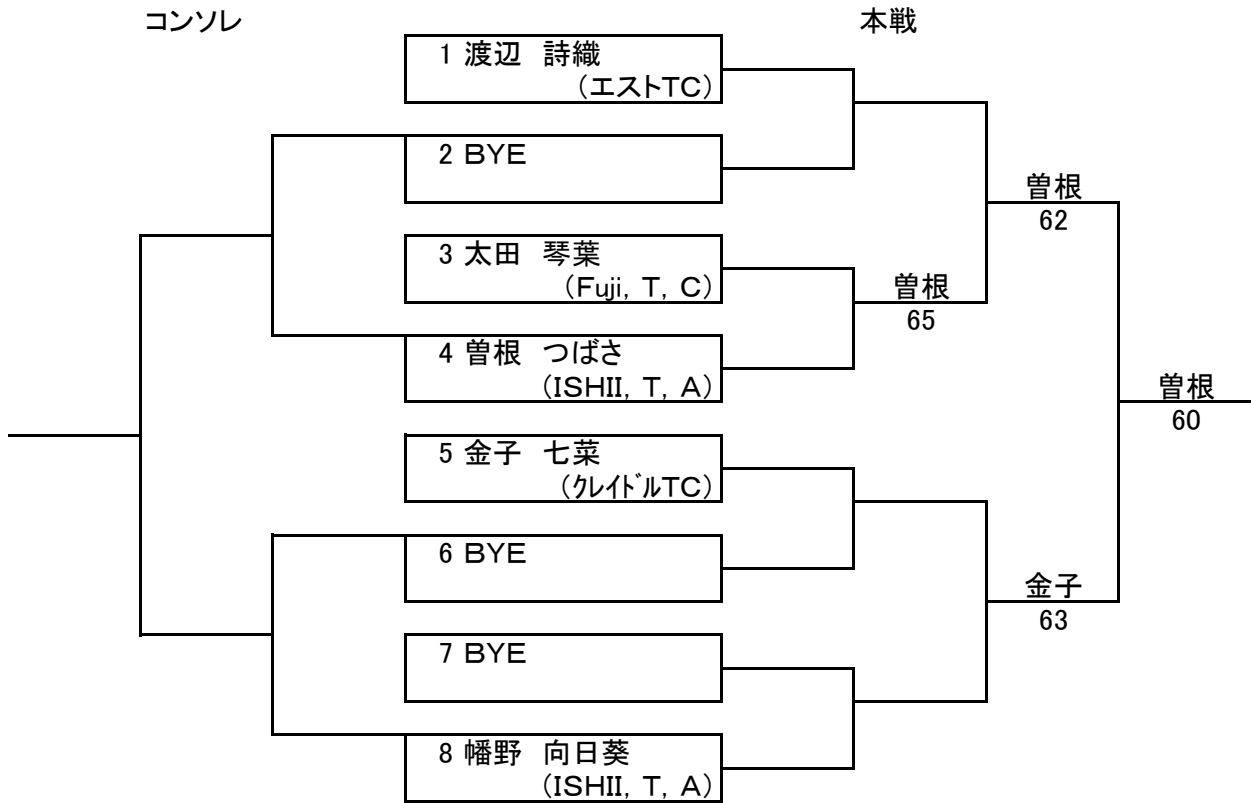 コンソレ
本戦
1 渡辺　詩織
(エストTC)
2 BYE
3 太田　琴葉
(Fuji, T, C)
4 曽根　つばさ
(ISHII, T, A)
5 金子　七菜
(ｸﾚｲﾄﾞルTC)
6 BYE
7 BYE
8 幡野　向日葵
(ISHII, T, A)
曽根
65
曽根
62
金子
63
曽根
60